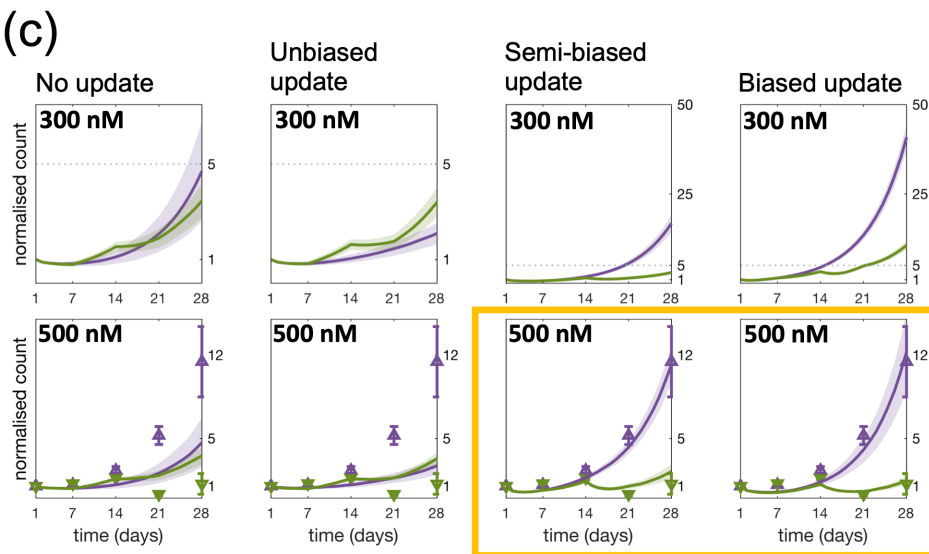 (c)
No update
Unbiased
update
Semi-biased
update
Biased update
normalised count
300 nM
5
1
1 7 14 21 28
300 nM
5
1
1 7 14 21 28
300 nM
50
25
5
1
1 7 14 21 28
300 nM
50
25
5
1
1 7 14 21 28
normalised count
500 nM
12
5
1
1 7 14 21 28
time (days)
500 nM
12
5
1
1 7 14 21 28
time (days)
500 nM
12
5
1
1 7 14 21 28
time (days)
500 nM
12
5
1
1 7 14 21 28
time (days)